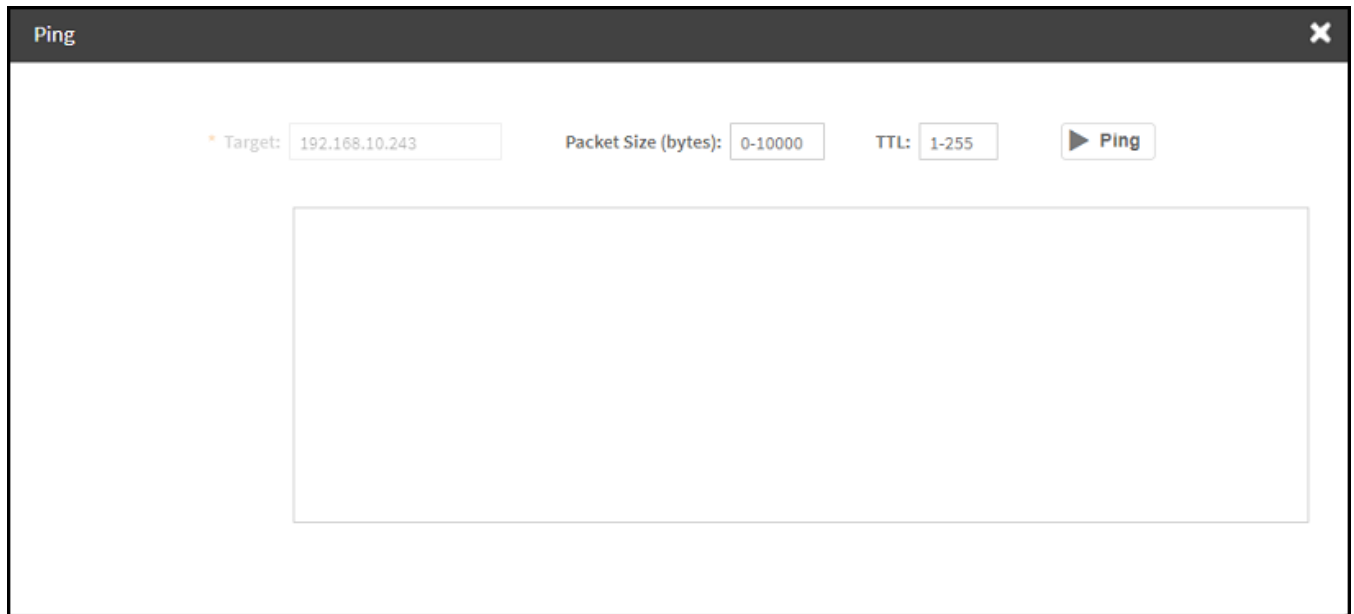 Ping
* Target: 192.168.10.243 Packet Size (bytes): 0-10000 TTL: 1-255 Ping